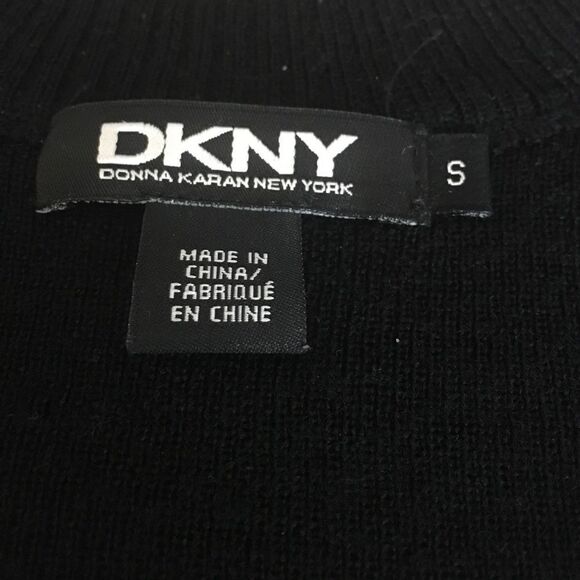 DKNY
DONNA KARAN NEW YORK
S
MADE IN
CHINA/
FABRIQUÉ
EN CHINE